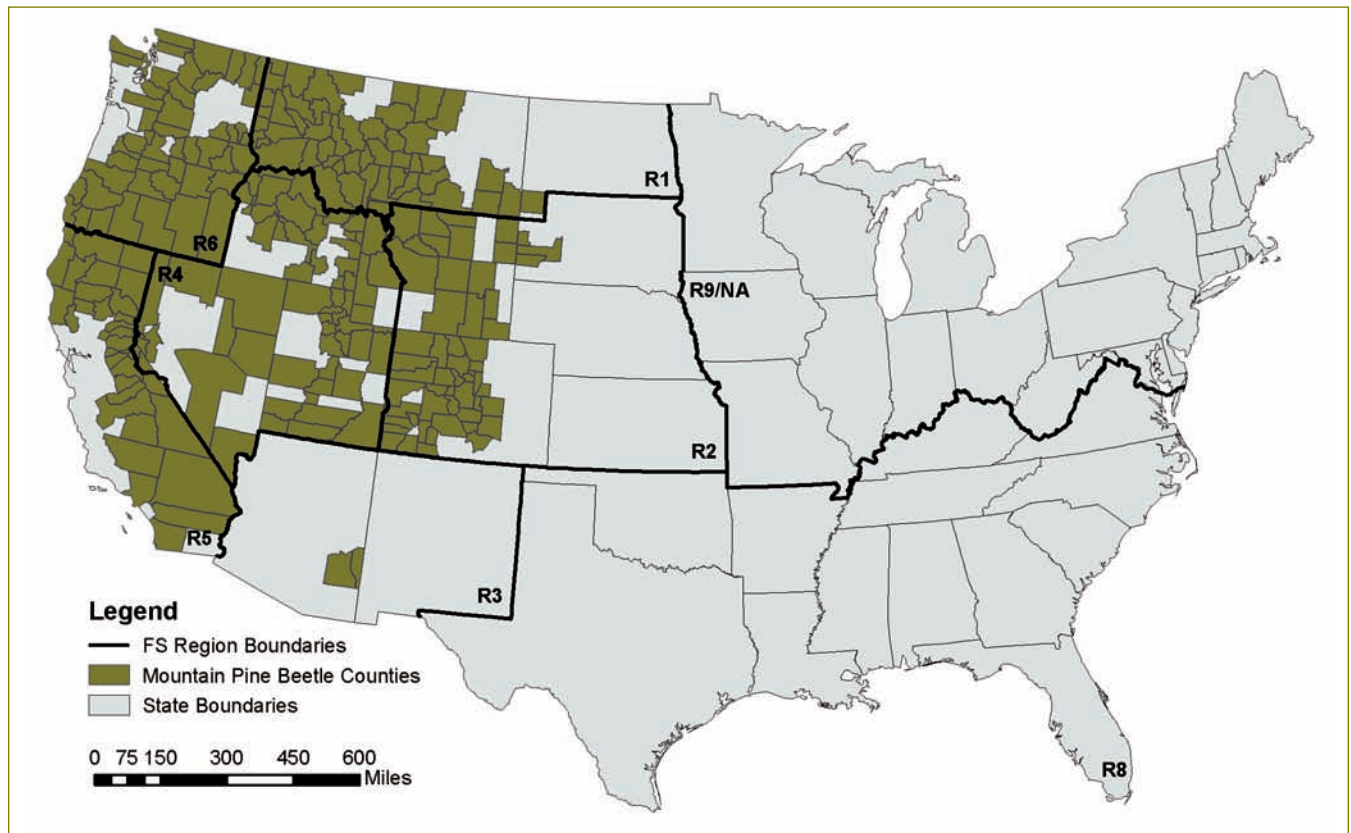 R1
R6
R4
R9/NA
R2
R5
R3
R8
Legend
FS Region Boundaries
Mountain Pine Beetle Counties
State Boundaries
0 75 150 300 450 600
Miles